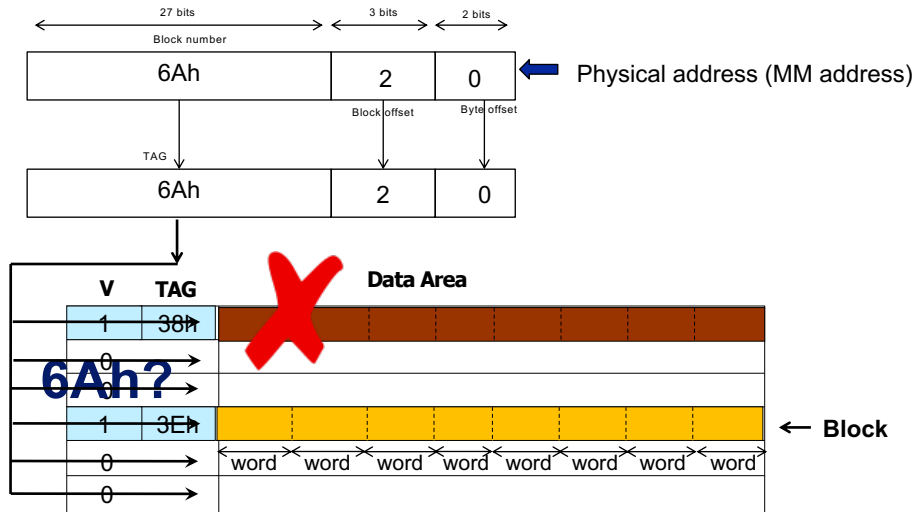 27 bits 3 bits 2 bits
Block number
6Ah 2 0 Physical address (MM address)
Block offset Byte offset
TAG
6Ah 2 0
V TAG Data Area
1 38h
0
6Ah?
0
1 3Eh Block
0 word word word word word word word word
0